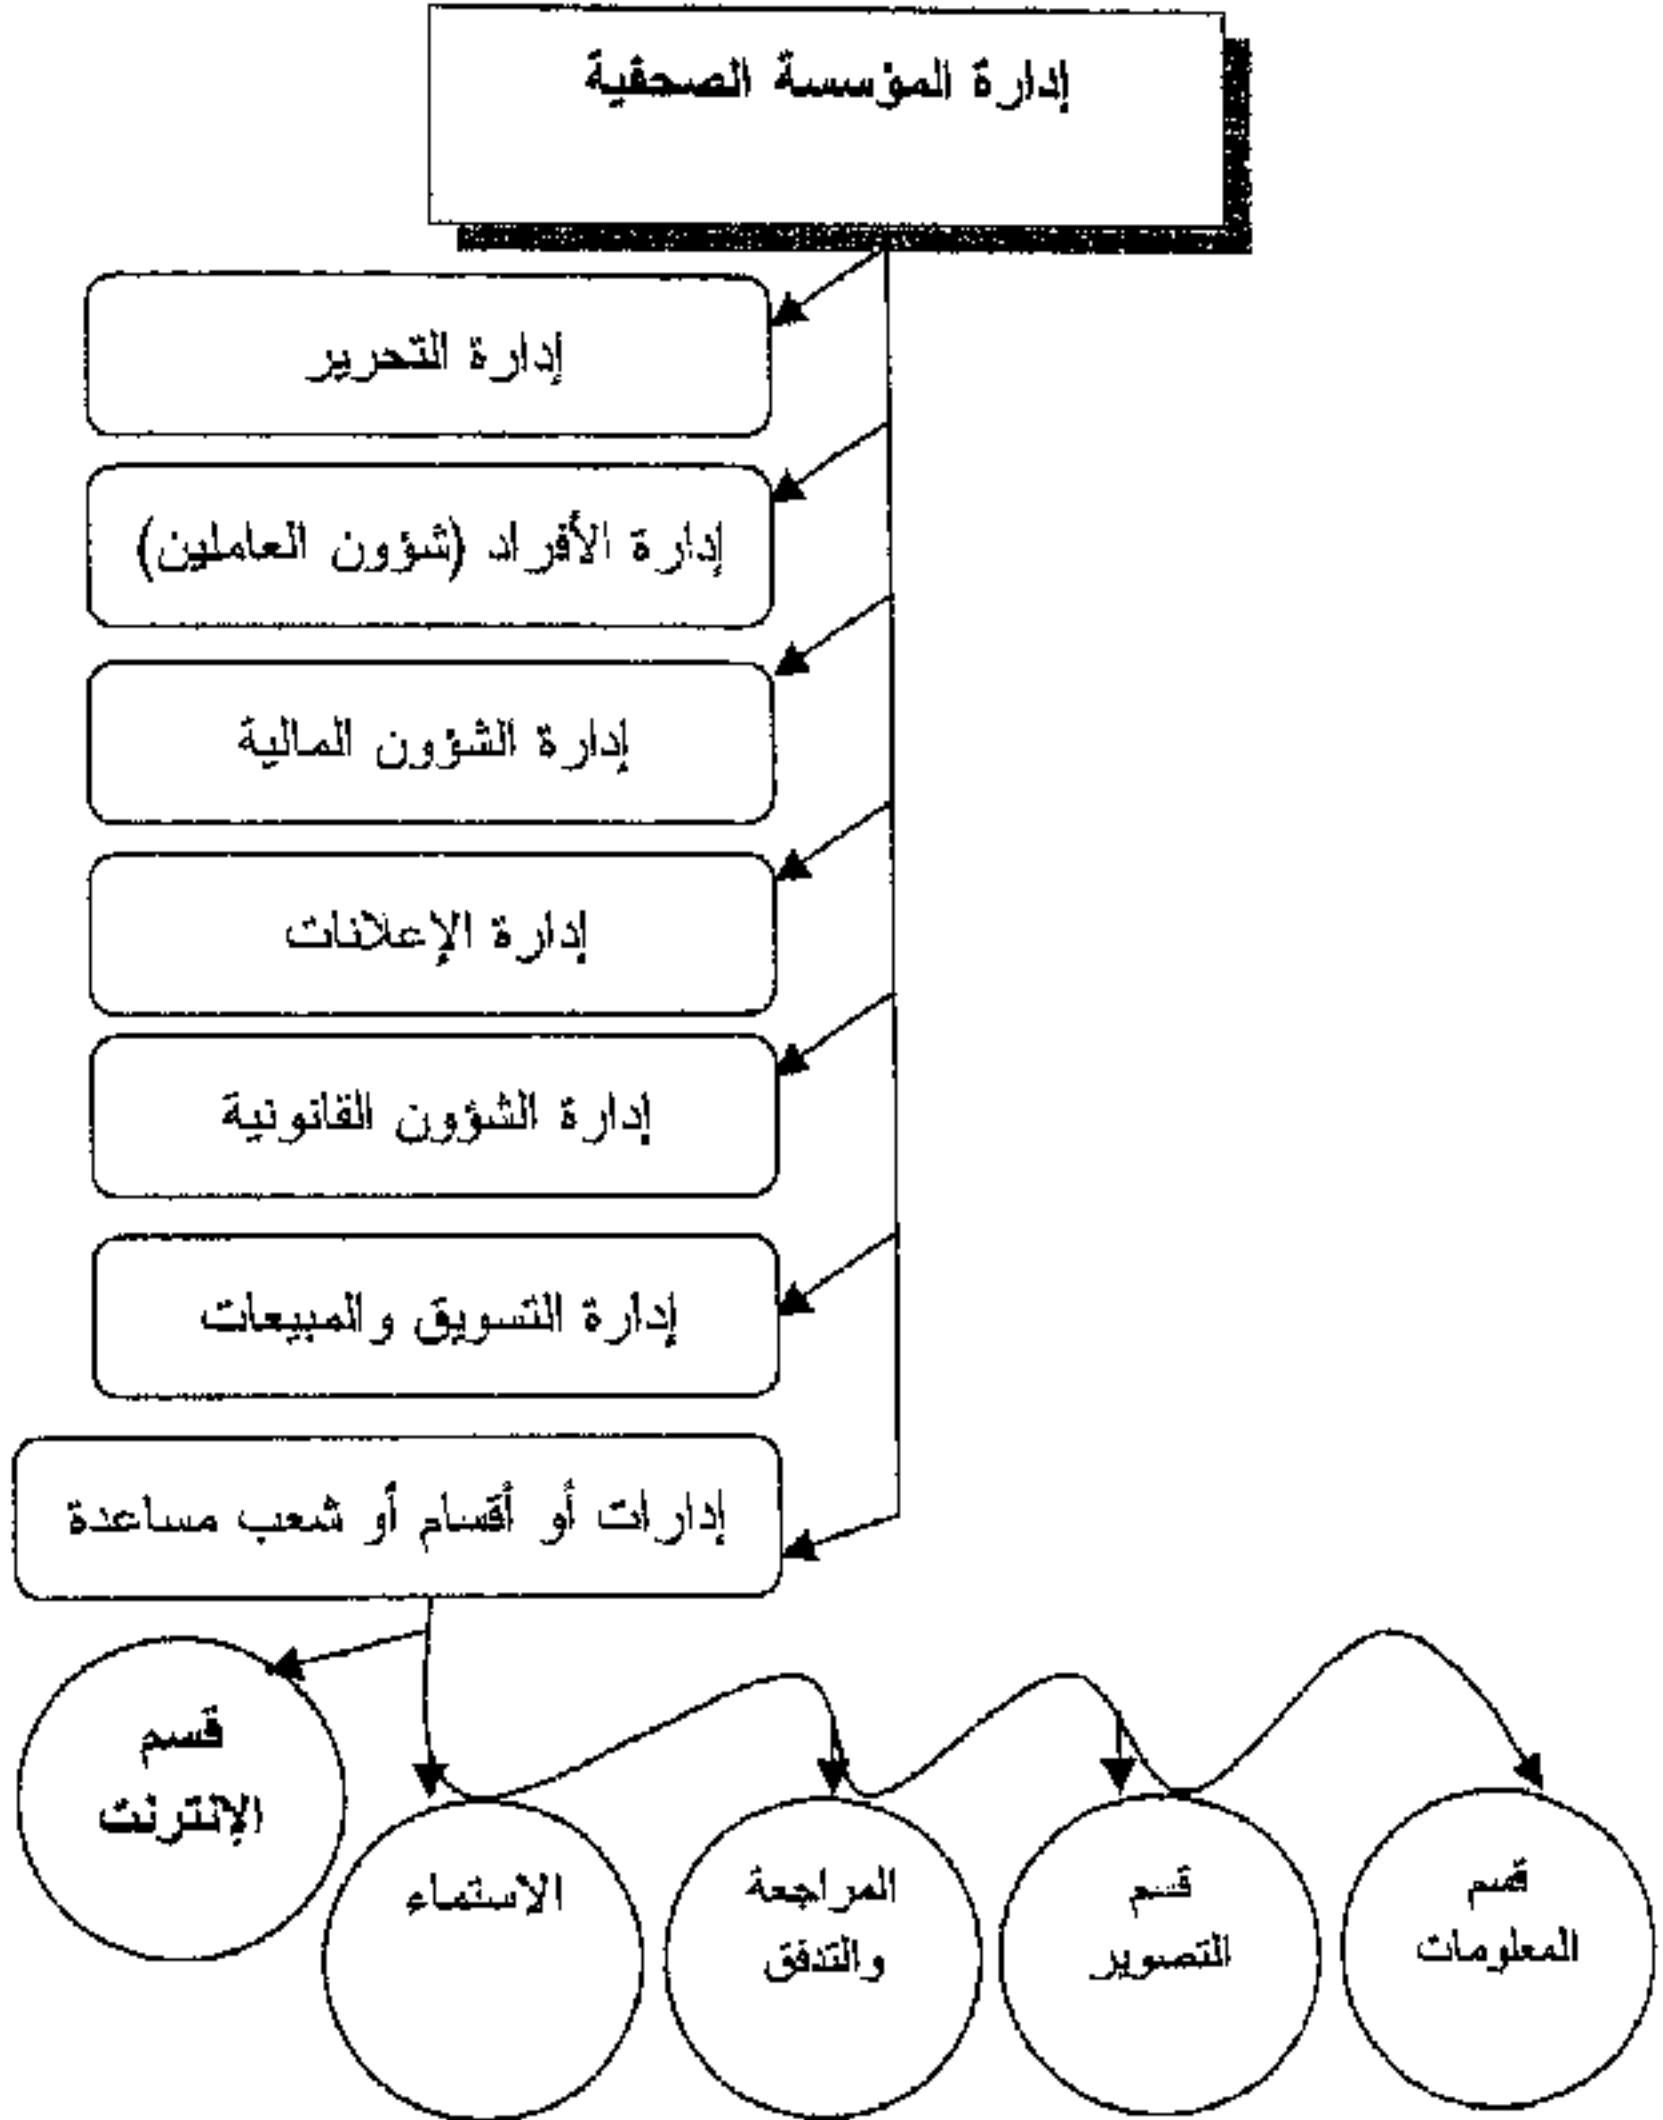 إدارة المؤسسة الصحفية
إدارة التحرير
إدارة الأفراد (شؤون العاملين)
إدارة الشؤون المالية
إدارة الإعلانات
إدارة الشؤون القانونية
إدارة التسويق والمبيعات
إدارات أو أقسام أو شعب مساعدة
قسم
الإنترنت
الاستماع
المراجعة
والتدقق
قسم
التصوير
قسم
المعلومات